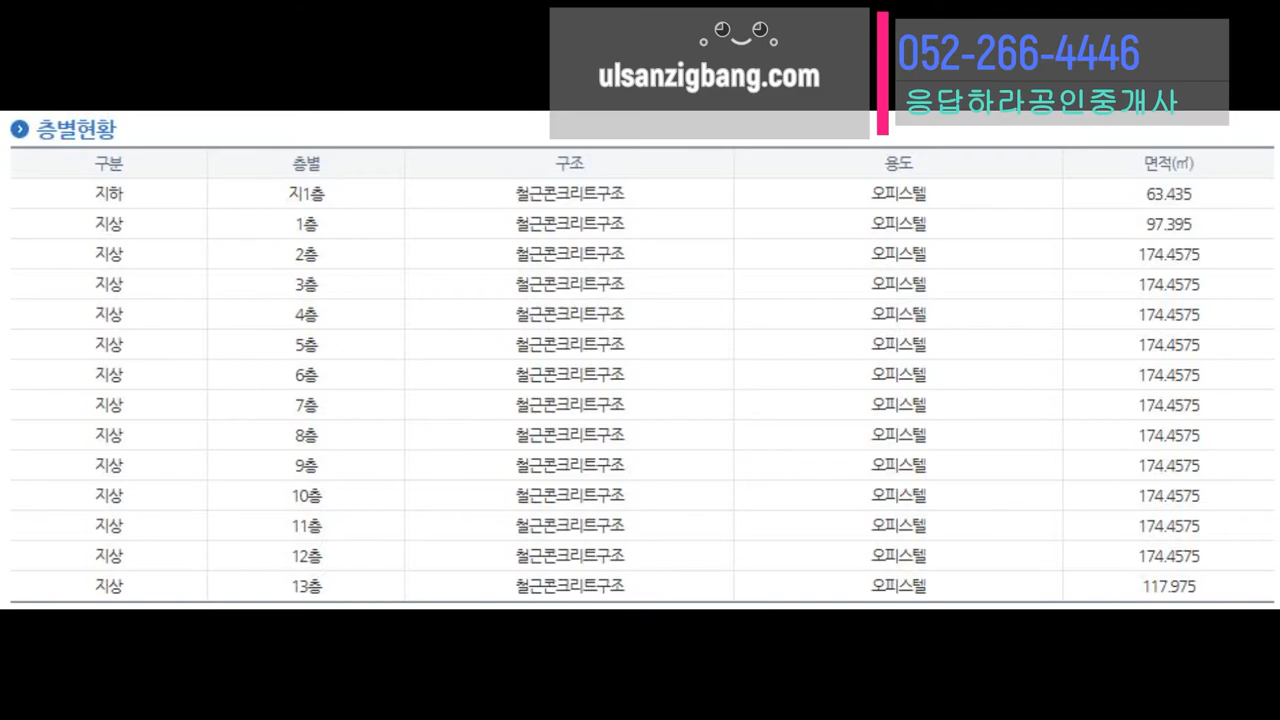 ulsanzigbang.com
052-266-4446
응답하라공인중개사
층별현황
구분 층별 구조 용도 면적(㎡)
지하 지1층 철근콘크리트구조 오피스텔 63.435
지상 1층 철근콘크리트구조 오피스텔 97.395
지상 2층 철근콘크리트구조 오피스텔 174.4575
지상 3층 철근콘크리트구조 오피스텔 174.4575
지상 4층 철근콘크리트구조 오피스텔 174.4575
지상 5층 철근콘크리트구조 오피스텔 174.4575
지상 6층 철근콘크리트구조 오피스텔 174.4575
지상 7층 철근콘크리트구조 오피스텔 174.4575
지상 8층 철근콘크리트구조 오피스텔 174.4575
지상 9층 철근콘크리트구조 오피스텔 174.4575
지상 10층 철근콘크리트구조 오피스텔 174.4575
지상 11층 철근콘크리트구조 오피스텔 174.4575
지상 12층 철근콘크리트구조 오피스텔 174.4575
지상 13층 철근콘크리트구조 오피스텔 117.975